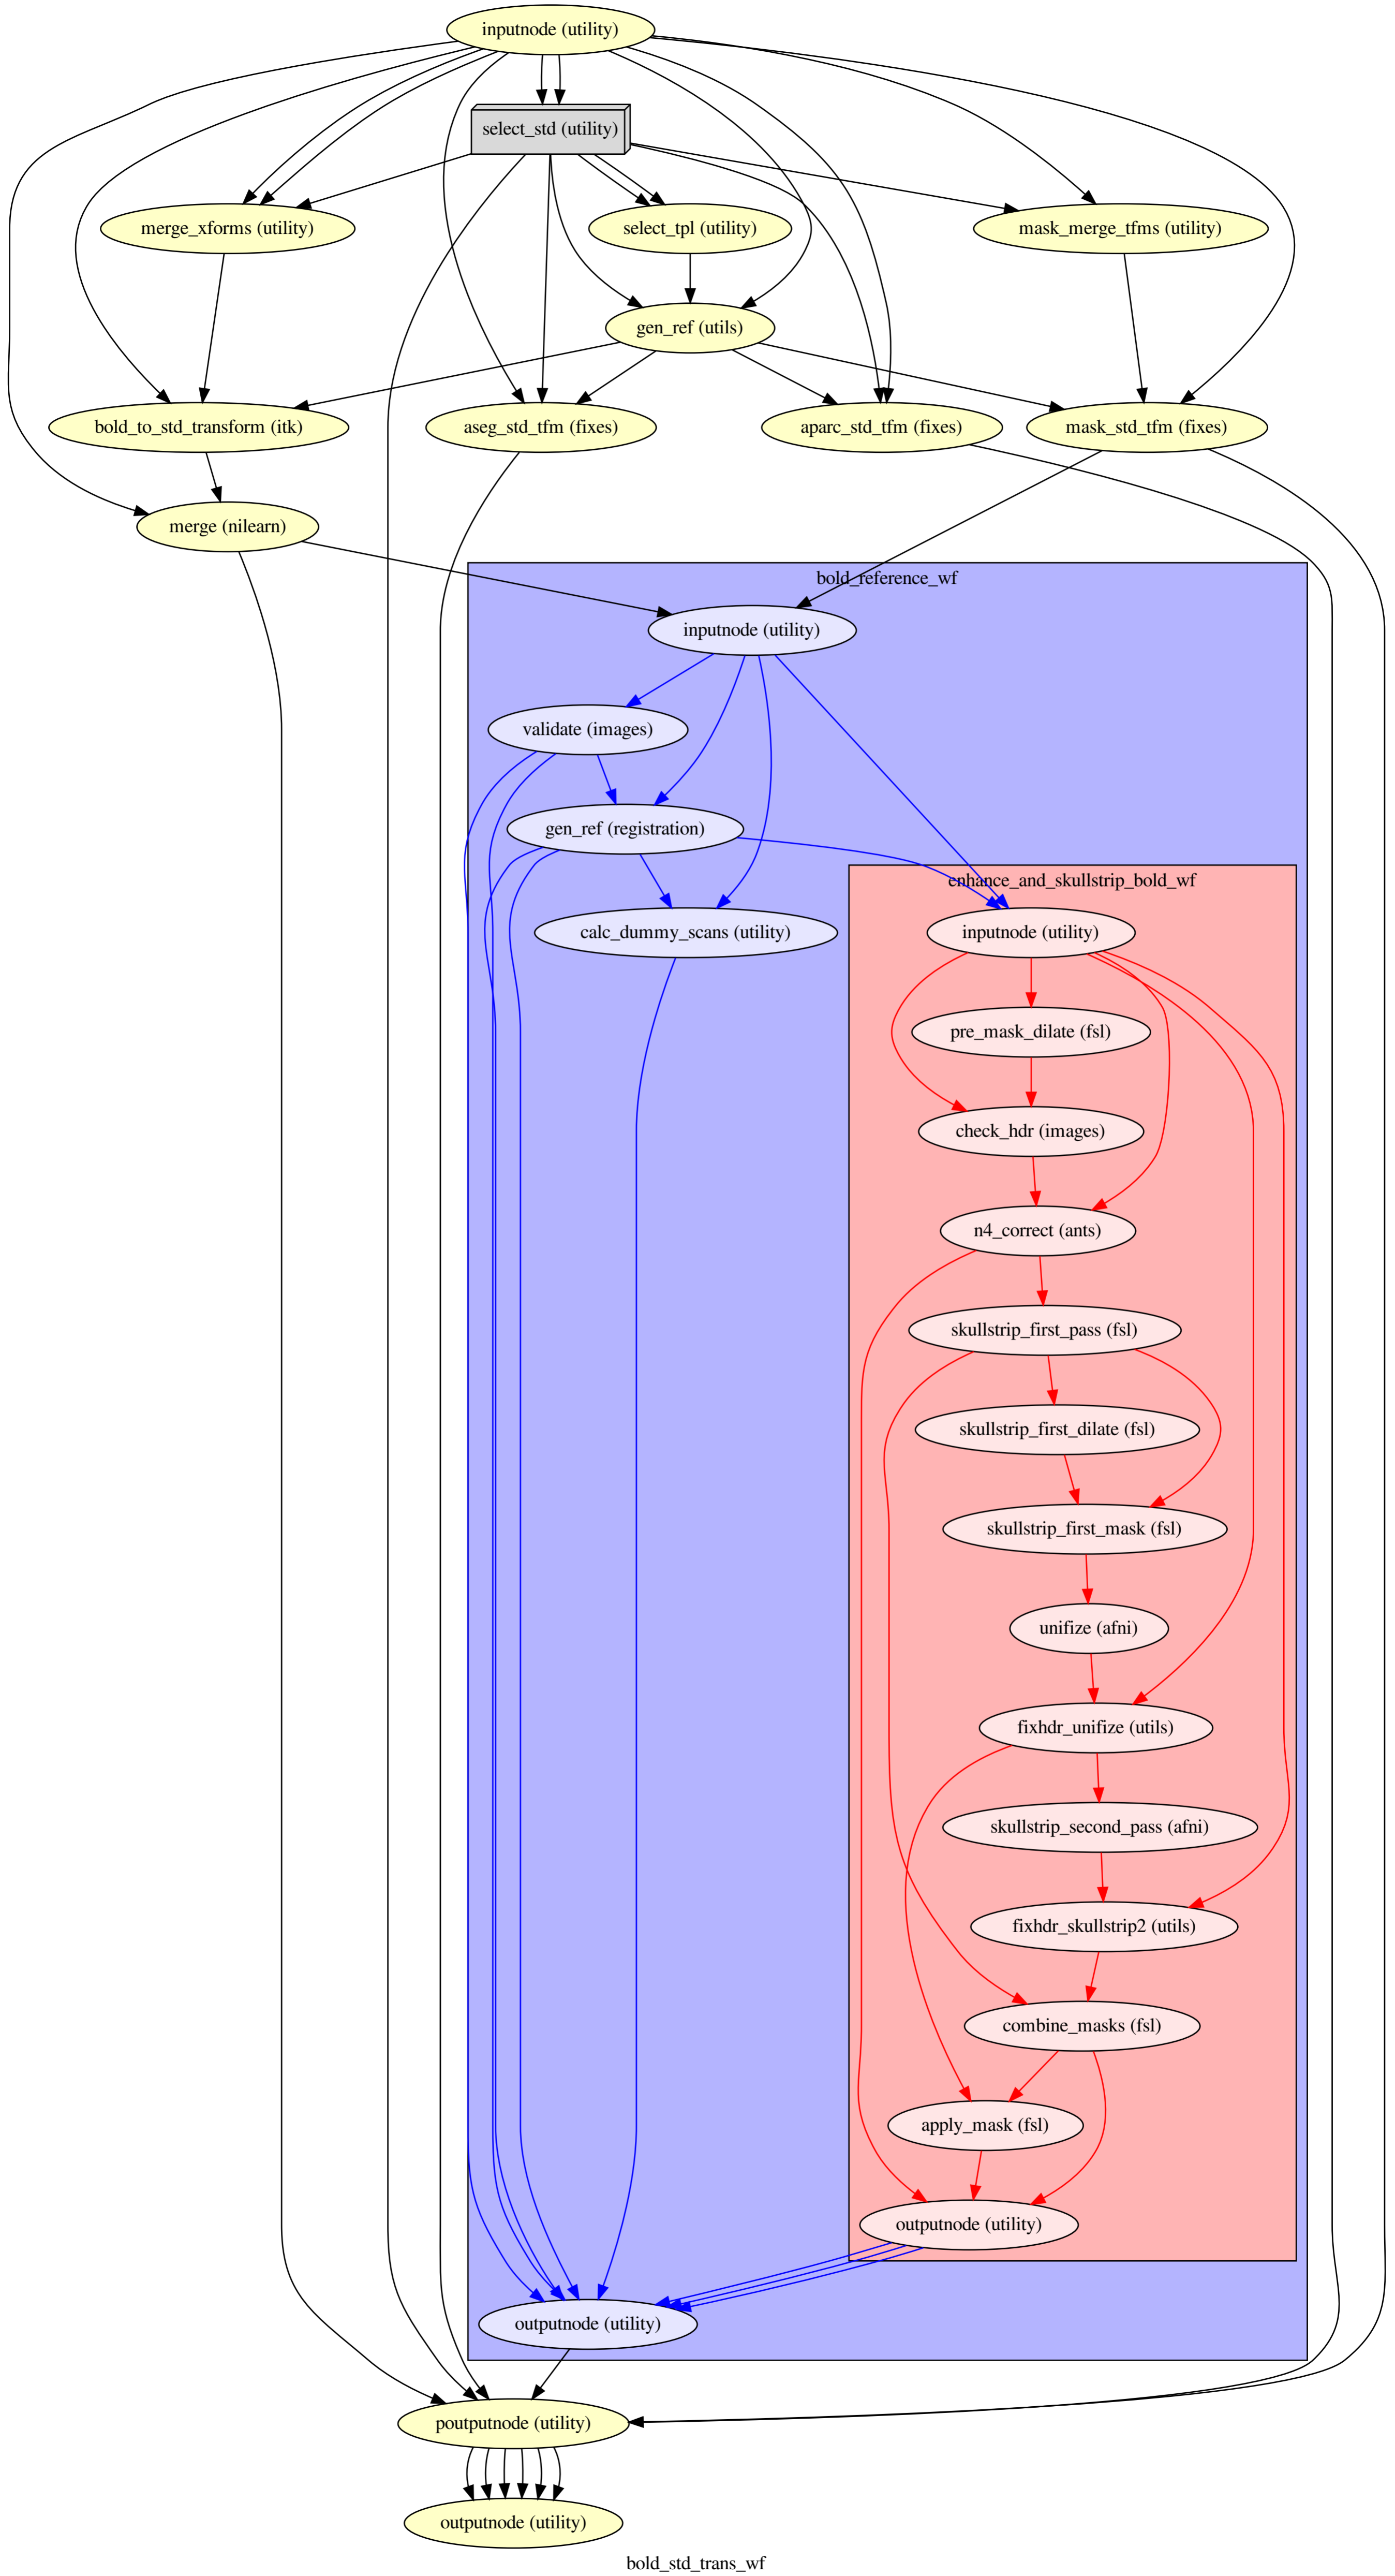 inputnode (utility)
select_std (utility)
merge_xforms (utility)
select_tpl (utility)
mask_merge_tfms (utility)
gen_ref (utils)
bold_to_std_transform (itk)
aseg_std_tfm (fixes)
aparc_std_tfm (fixes)
mask_std_tfm (fixes)
merge (nilearn)
bold_reference_wf
inputnode (utility)
validate (images)
gen_ref (registration)
enhance_and_skullstrip_bold_wf
calc_dummy_scans (utility)
inputnode (utility)
pre_mask_dilate (fsl)
check_hdr (images)
n4_correct (ants)
skullstrip_first_pass (fsl)
skullstrip_first_dilate (fsl)
skullstrip_first_mask (fsl)
unifize (afni)
fixhdr_unifize (utils)
skullstrip_second_pass (afni)
fixhdr_skullstrip2 (utils)
combine_masks (fsl)
apply_mask (fsl)
outputnode (utility)
outputnode (utility)
poutputnode (utility)
outputnode (utility)
bold_std_trans_wf